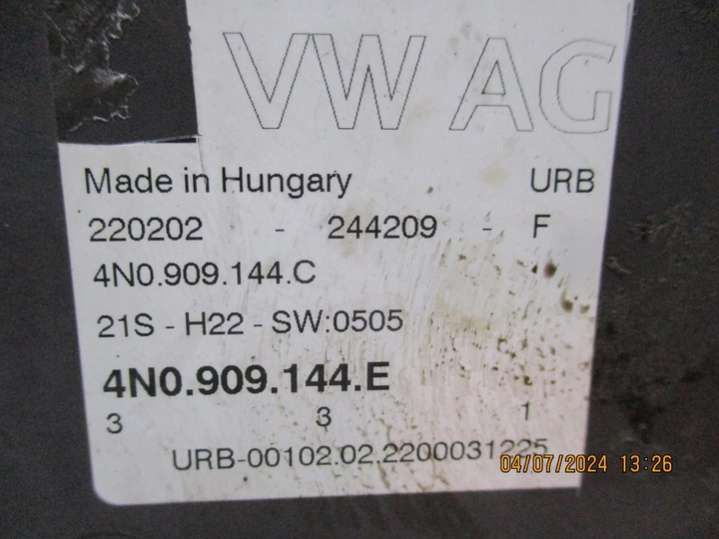 VW AG
Made in Hungary URB
220202 - 244209 - F
4N0.909.144.C
21S - H22 - SW:0505
4N0.909.144.E
3 3 1
URB-00102.02.2200031225
04/07/2024 13:26